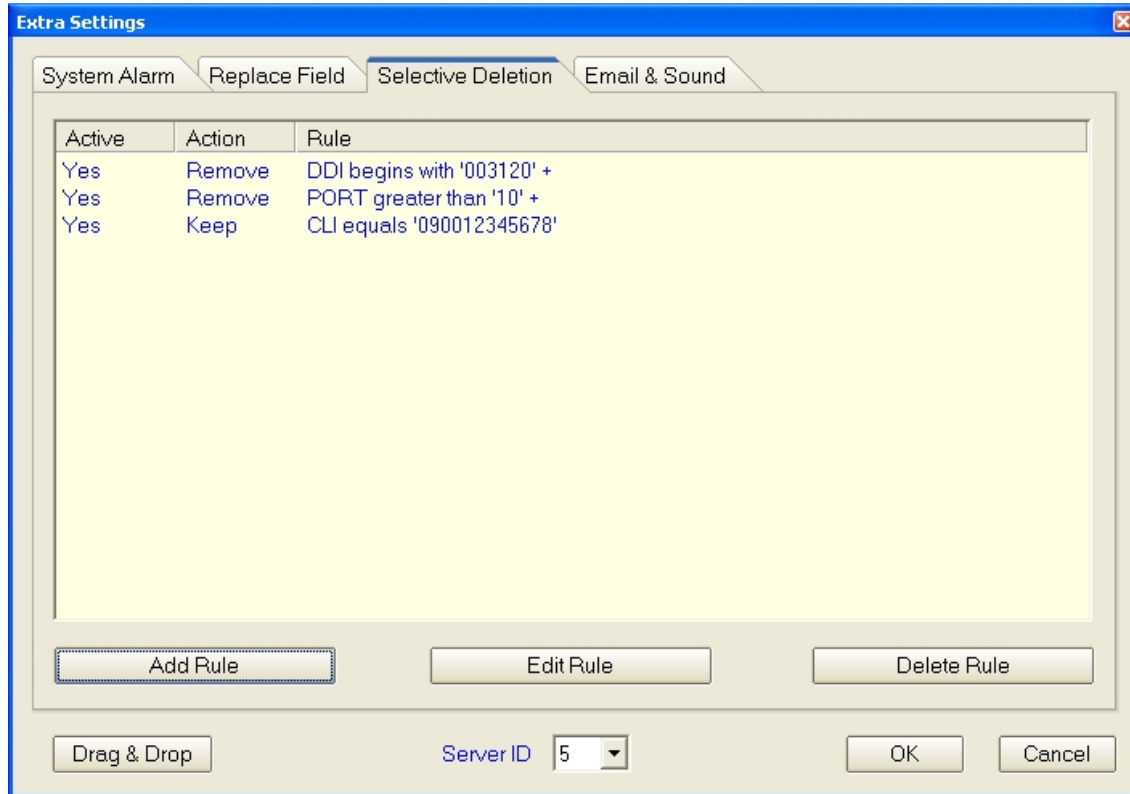 Extra Settings
System Alarm Replace Field Selective Deletion Email & Sound
Active Action Rule
Yes Remove DDI begins with '003120' +
Yes Remove PORT greater than '10' +
Yes Keep CLI equals '090012345678'
Add Rule Edit Rule Delete Rule
Drag & Drop Server ID 5 OK Cancel